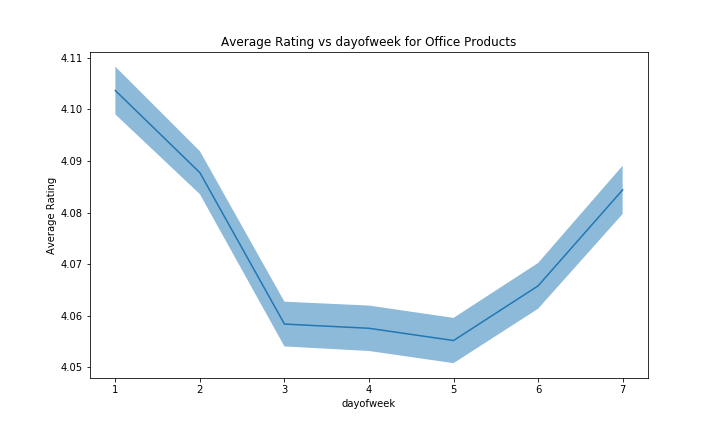 Average Rating vs dayofweek for Office Products
4.11
4.10
4.09
4.08
4.07
4.06
4.05
Average Rating
1 2 3 4 5 6 7
dayofweek